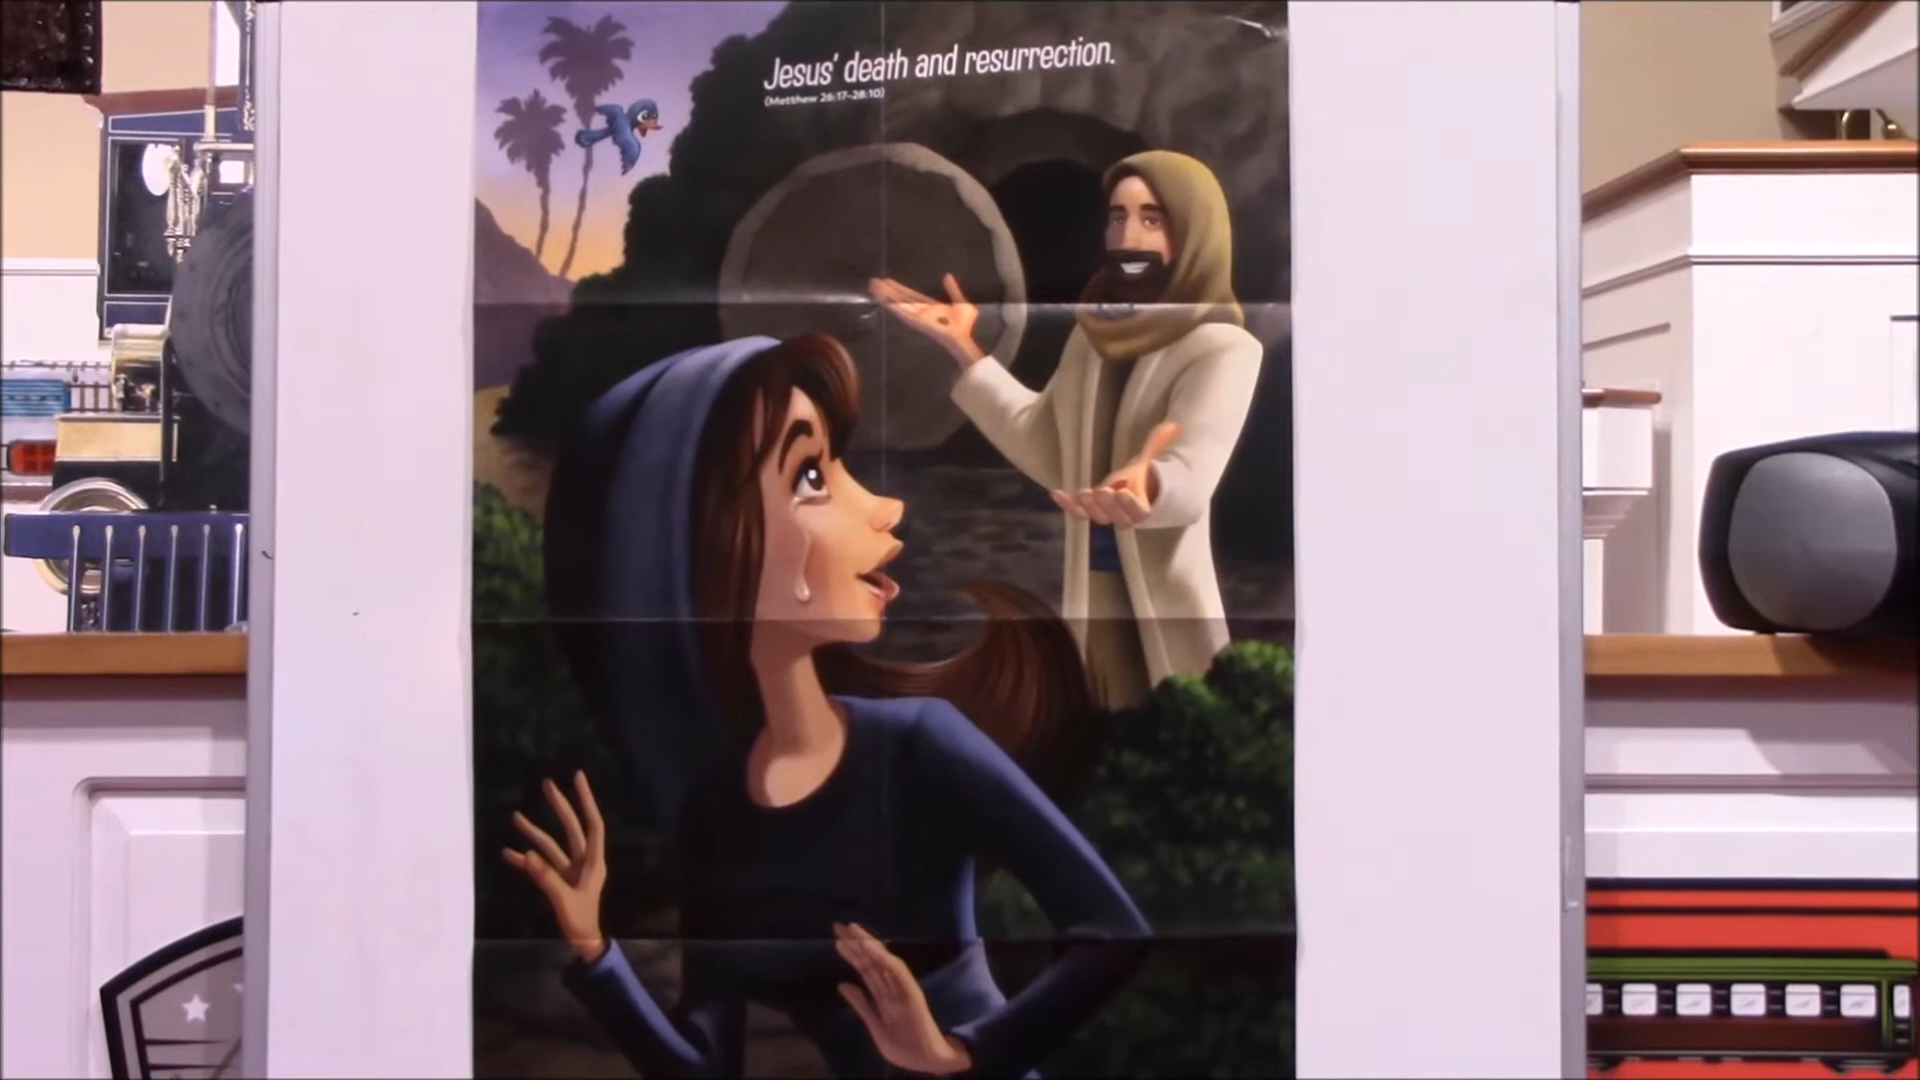 Jesus' death and resurrection.
(Matthew 26:17–28:10)